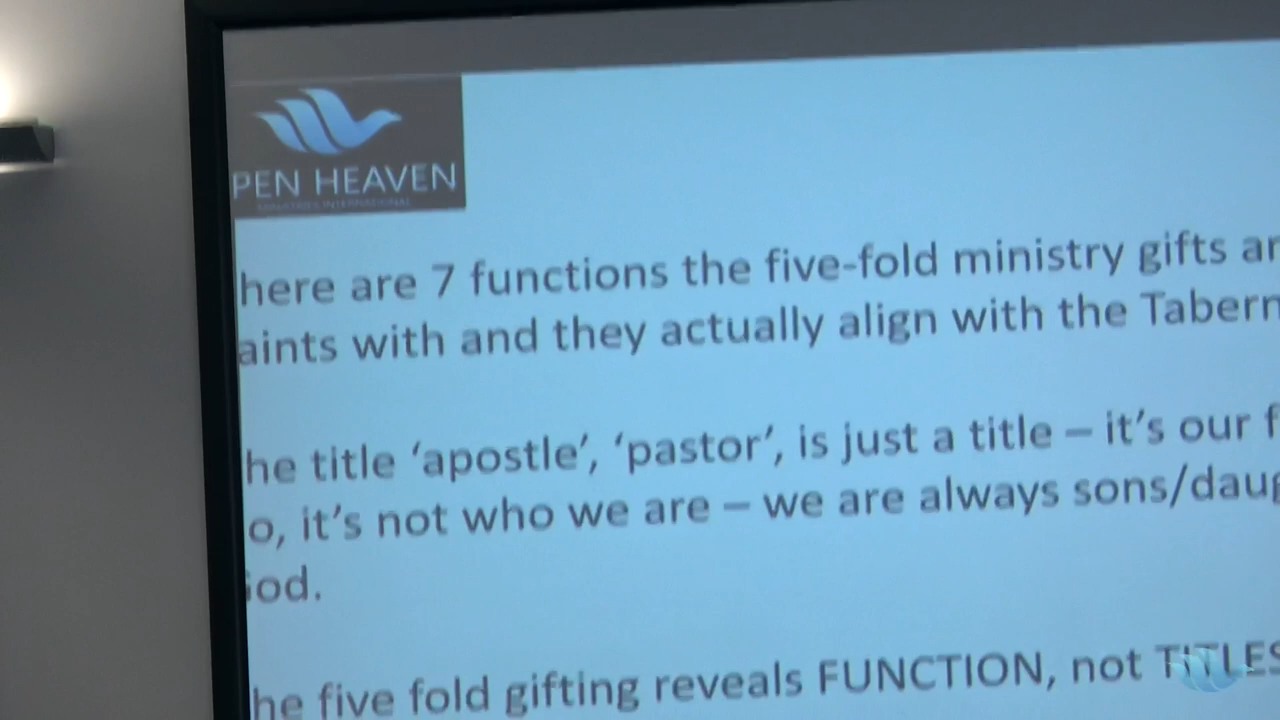 PEN HEAVEN
MINISTRIES INTERNATIONAL
here are 7 functions the five-fold ministry gifts ar
aints with and they actually align with the Tabern
he title ‘apostle’, ‘pastor’, is just a title – it’s our f
o, it’s not who we are – we are always sons/daug
od.
he five fold gifting reveals FUNCTION, not TITLES